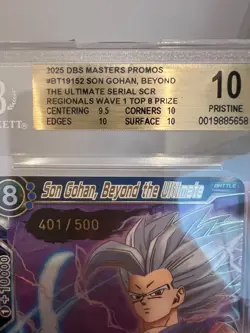 2025 DBS MASTERS PROMOS
#BT19152 SON GOHAN, BEYOND
THE ULTIMATE SERIAL SCR
REGIONALS WAVE 1 TOP 8 PRIZE
CENTERING 9.5 CORNERS 10
EDGES 10 SURFACE 10
10
PRISTINE
0019885658
CKETT®
8
Son Gohan, Beyond the Ultimate
BATTLE
401/500
+10000